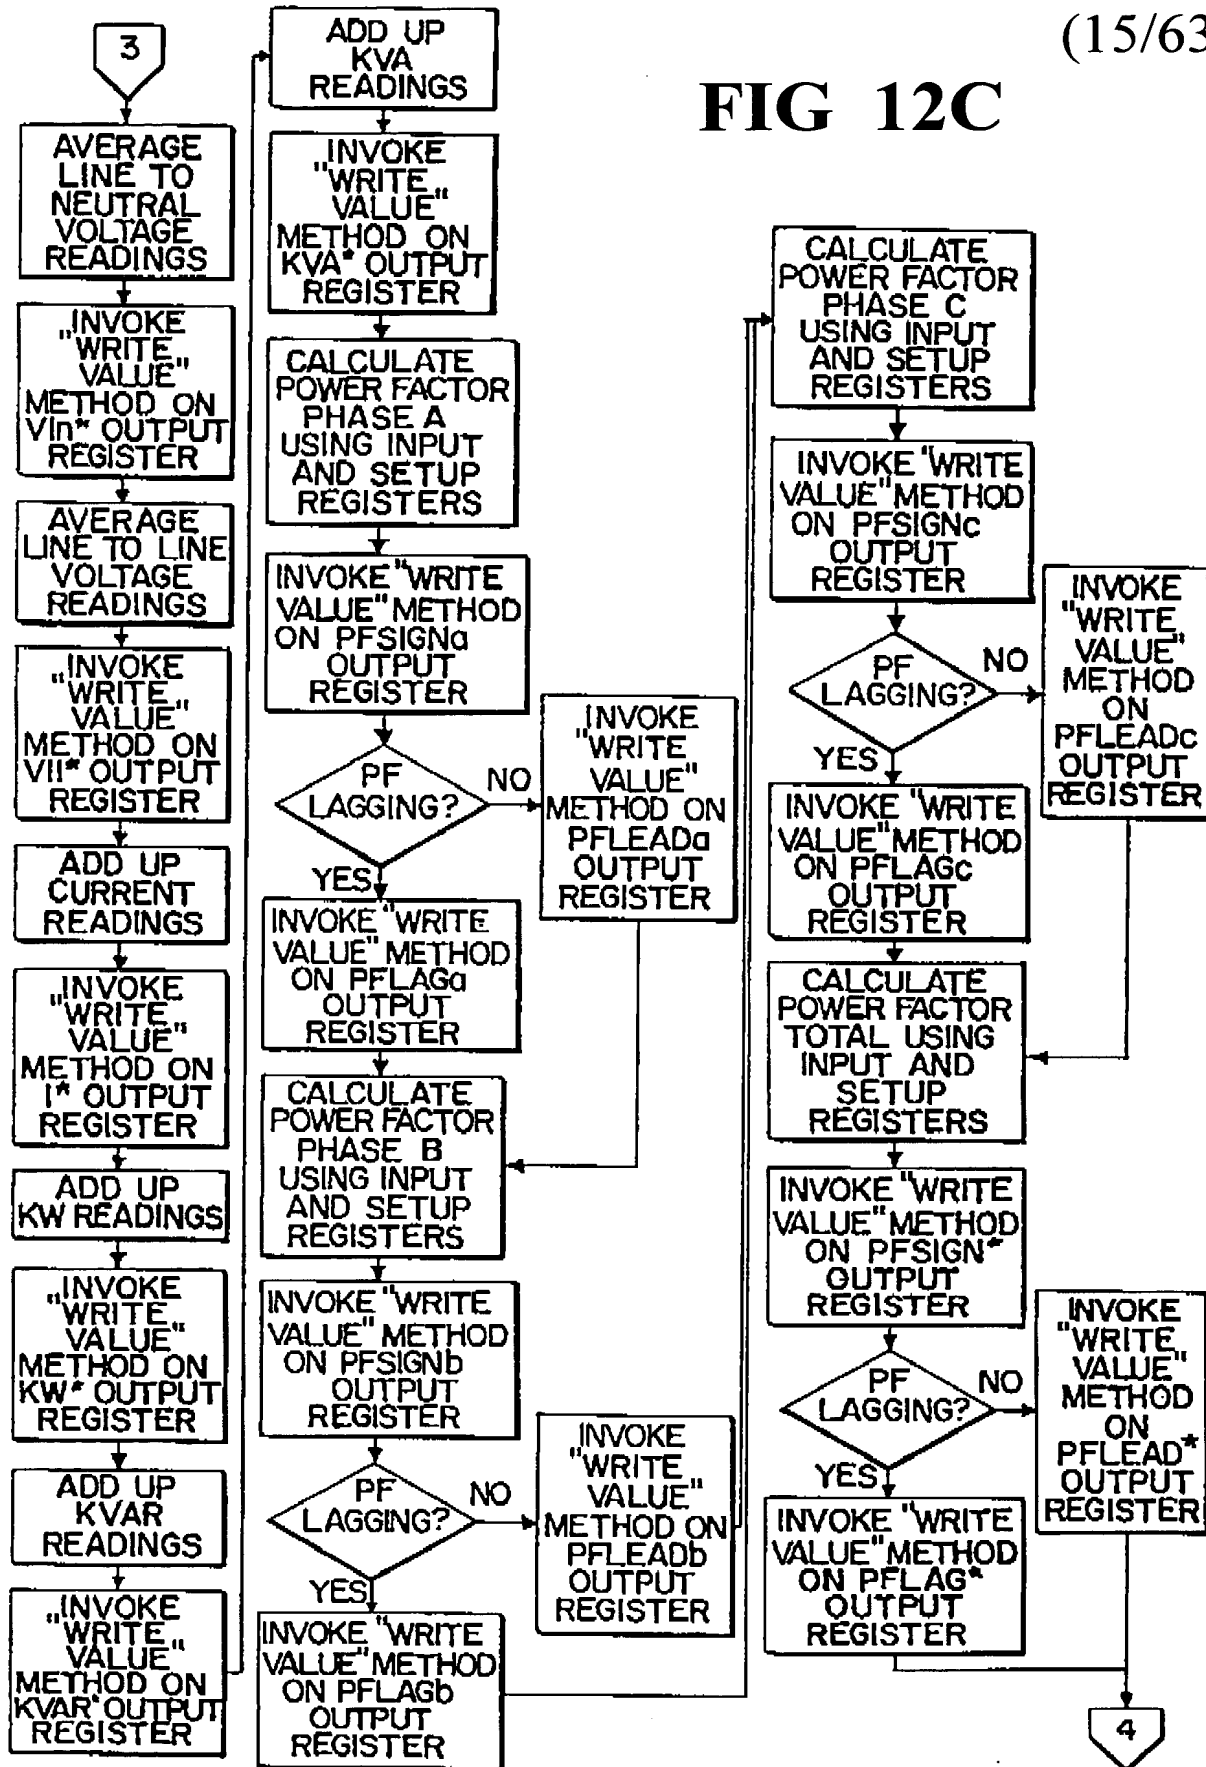 (15/63
FIG 12C
3
AVERAGE
LINE TO
NEUTRAL
VOLTAGE
READINGS
INVOKE
"WRITE
VALUE"
METHOD ON
Vln* OUTPUT
REGISTER
AVERAGE
LINE TO LINE
VOLTAGE
READINGS
INVOKE
"WRITE
VALUE"
METHOD ON
Vll* OUTPUT
REGISTER
ADD UP
CURRENT
READINGS
INVOKE
"WRITE
VALUE"
METHOD ON
I* OUTPUT
REGISTER
ADD UP
KW READINGS
INVOKE
"WRITE
VALUE"
METHOD ON
KW* OUTPUT
REGISTER
ADD UP
KVAR
READINGS
INVOKE
"WRITE
VALUE"
METHOD ON
KVAR* OUTPUT
REGISTER
ADD UP
KVA
READINGS
INVOKE
"WRITE
VALUE"
METHOD ON
KVA* OUTPUT
REGISTER
CALCULATE
POWER FACTOR
PHASE A
USING INPUT
AND SETUP
REGISTERS
INVOKE "WRITE
VALUE" METHOD
ON PFSIGNa
OUTPUT
REGISTER
PF
LAGGING?
NO
YES
INVOKE
"WRITE
VALUE"
METHOD ON
PFLEADa
OUTPUT
REGISTER
INVOKE "WRITE
VALUE" METHOD
ON PFLAGa
OUTPUT
REGISTER
CALCULATE
POWER FACTOR
PHASE B
USING INPUT
AND SETUP
REGISTERS
INVOKE "WRITE
VALUE" METHOD
ON PFSIGNb
OUTPUT
REGISTER
PF
LAGGING?
NO
YES
INVOKE
"WRITE
VALUE"
METHOD ON
PFLEADb
OUTPUT
REGISTER
INVOKE "WRITE
VALUE" METHOD
ON PFLAGb
OUTPUT
REGISTER
CALCULATE
POWER FACTOR
PHASE C
USING INPUT
AND SETUP
REGISTERS
INVOKE "WRITE
VALUE" METHOD
ON PFSIGNc
OUTPUT
REGISTER
PF
LAGGING?
NO
YES
INVOKE
"WRITE
VALUE"
METHOD
ON
PFLEADc
OUTPUT
REGISTER
INVOKE "WRITE
VALUE" METHOD
ON PFLAGc
OUTPUT
REGISTER
CALCULATE
POWER FACTOR
TOTAL USING
INPUT AND
SETUP
REGISTERS
INVOKE "WRITE
VALUE" METHOD
ON PFSIGN*
OUTPUT
REGISTER
PF
LAGGING?
NO
YES
INVOKE
"WRITE
VALUE"
METHOD
ON
PFLEAD*
OUTPUT
REGISTER
INVOKE "WRITE
VALUE" METHOD
ON PFLAG*
OUTPUT
REGISTER
4